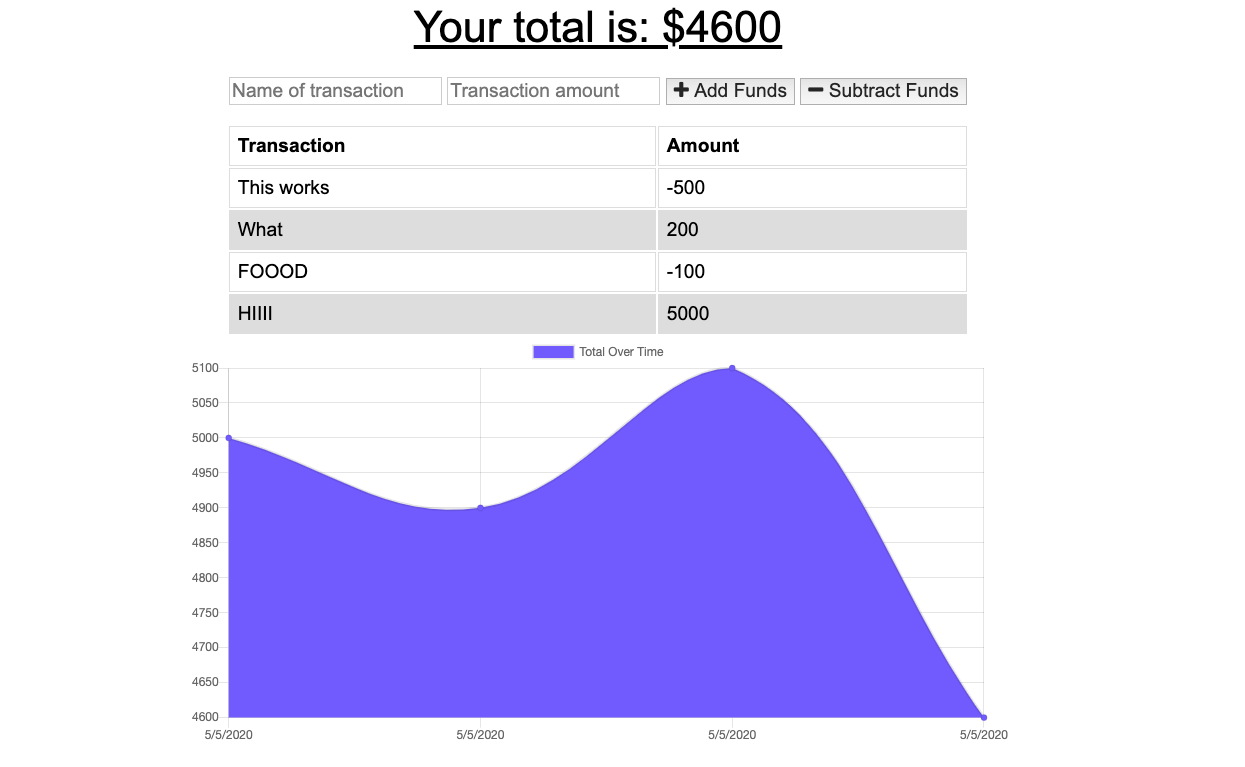 Your total is: $4600
Name of transaction Transaction amount + Add Funds − Subtract Funds
Transaction Amount
This works -500
What 200
FOOOD -100
HIIII 5000
Total Over Time
5100
5050
5000
4950
4900
4850
4800
4750
4700
4650
4600
5/5/2020 5/5/2020 5/5/2020 5/5/2020